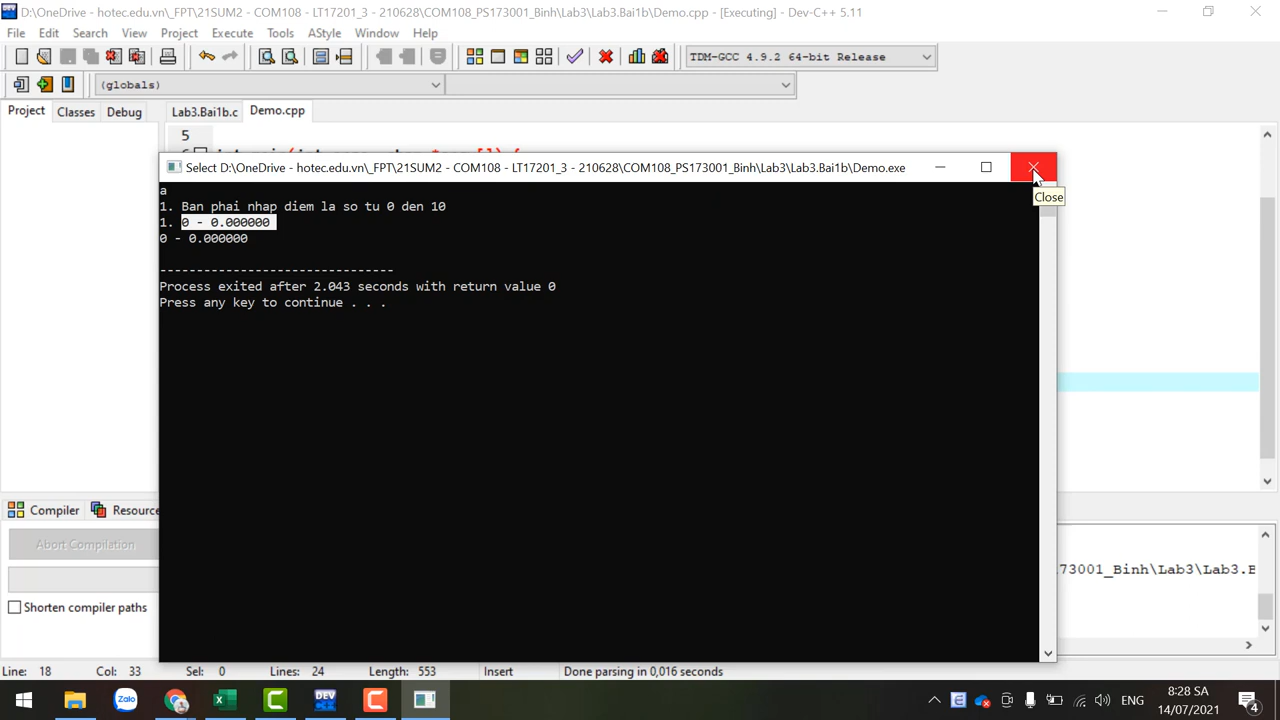 D:\OneDrive - hotec.edu.vn\_FPT\21SUM2 - COM108 - LT17201_3 - 210628\COM108_PS173001_Binh\Lab3\Lab3.Bai1b\Demo.cpp - [Executing] - Dev-C++ 5.11
File Edit Search View Project Execute Tools AStyle Window Help
TDM-GCC 4.9.2 64-bit Release
(globals)
Project Classes Debug Lab3.Bai1b.c Demo.cpp
5
Select D:\OneDrive - hotec.edu.vn\_FPT\21SUM2 - COM108 - LT17201_3 - 210628\COM108_PS173001_Binh\Lab3\Lab3.Bai1b\Demo.exe
Close
a
1. Ban phai nhap diem la so tu 0 den 10
1. 0 - 0.000000
0 - 0.000000
--------------------------------
Process exited after 2.043 seconds with return value 0
Press any key to continue . . .
Compiler Resource
Abort Compilation
73001_Binh\Lab3\Lab3.B
Shorten compiler paths
Line: 18 Col: 33 Sel: 0 Lines: 24 Length: 553 Insert Done parsing in 0,016 seconds
Zalo DEV ENG 8:28 SA
14/07/2021
4